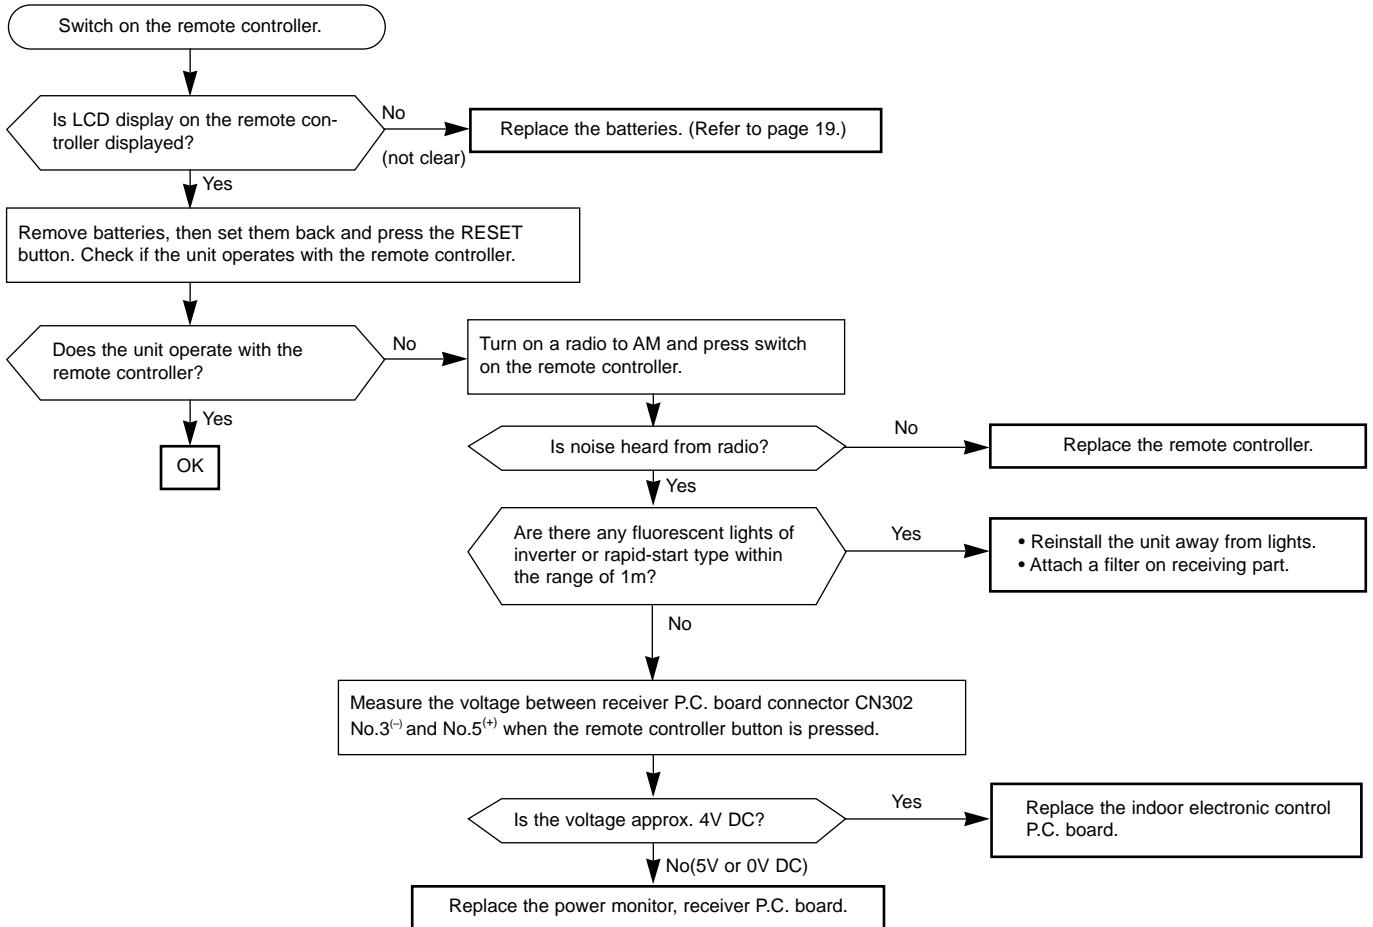 Switch on the remote controller.
Is LCD display on the remote con-
troller displayed?
No
(not clear)
Replace the batteries. (Refer to page 19.)
Yes
Remove batteries, then set them back and press the RESET
button. Check if the unit operates with the remote controller.
Does the unit operate with the
remote controller?
No
Turn on a radio to AM and press switch
on the remote controller.
Yes
OK
Is noise heard from radio?
No
Replace the remote controller.
Yes
Are there any fluorescent lights of
inverter or rapid-start type within
the range of 1m?
Yes
• Reinstall the unit away from lights.
• Attach a filter on receiving part.
No
Measure the voltage between receiver P.C. board connector CN302
No.3(–) and No.5(+) when the remote controller button is pressed.
Is the voltage approx. 4V DC?
Yes
Replace the indoor electronic control
P.C. board.
No(5V or 0V DC)
Replace the power monitor, receiver P.C. board.